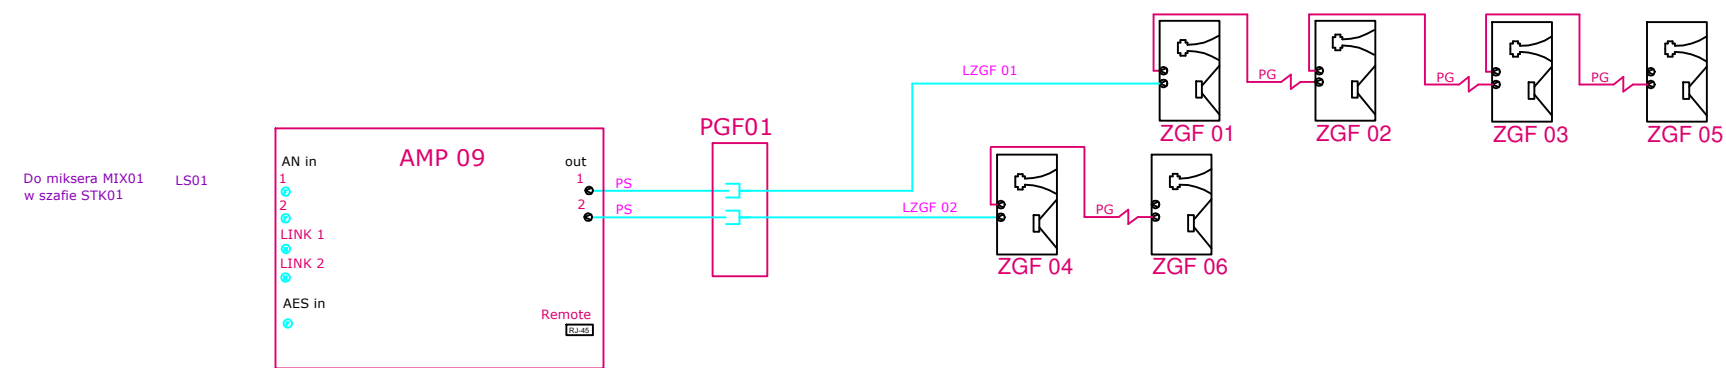 LZGF 01
PG
PG
PG
ZGF 01
ZGF 02
ZGF 03
ZGF 05
PGF01
AMP 09
AN in
out
Do miksera MIX01
w szafie STK01
LS01
1
1
PS
2
2
PS
LZGF 02
PG
LINK 1
LINK 2
ZGF 04
ZGF 06
AES in
Remote
RJ-45